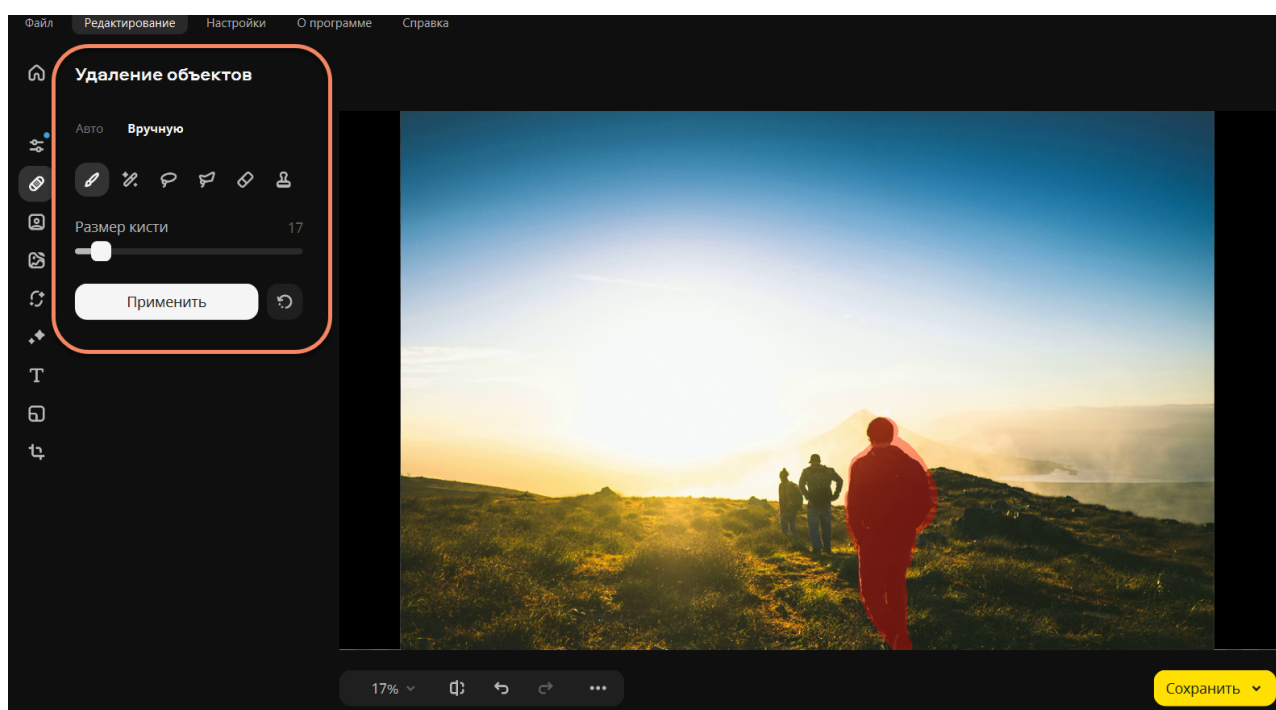 Файл Редактирование Настройки О программе Справка
Удаление объектов
Авто Вручную
Размер кисти 17
Применить
T
17%
Сохранить